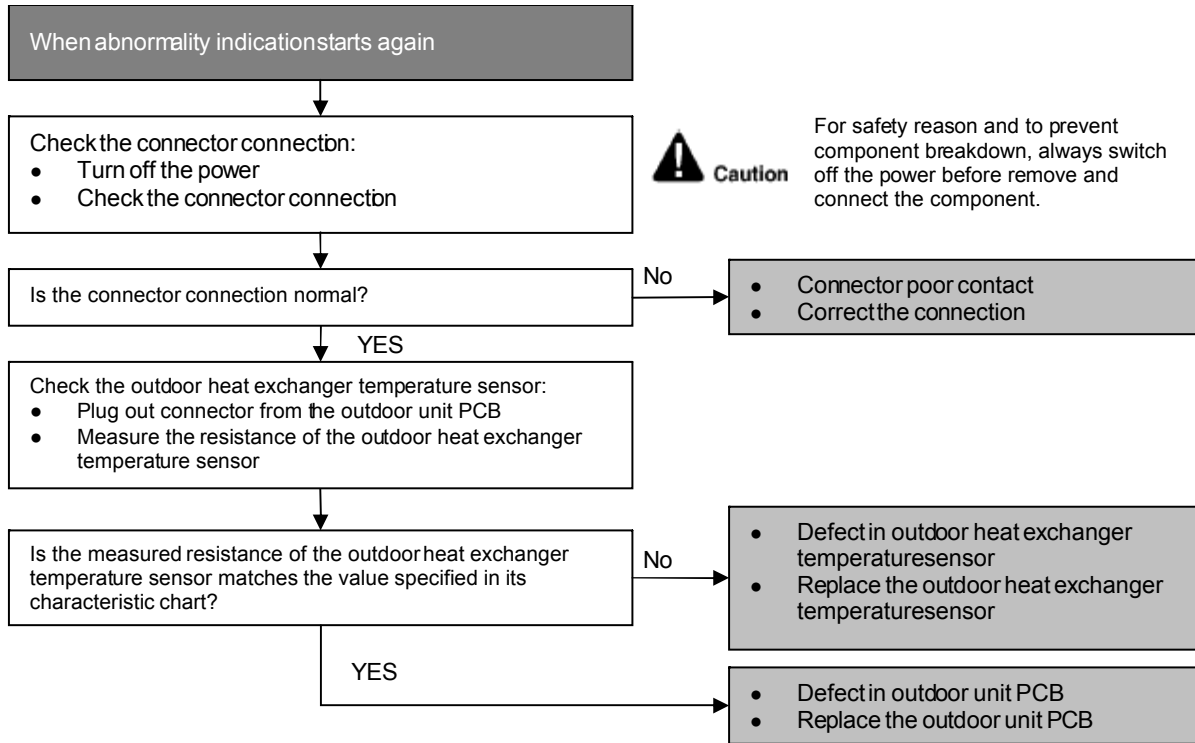 When abnormality indication starts again
Check the connector connection:
● Turn off the power
● Check the connector connection
Caution
For safety reason and to prevent
component breakdown, always switch
off the power before remove and
connect the component.
Is the connector connection normal?
No
● Connector poor contact
● Correct the connection
YES
Check the outdoor heat exchanger temperature sensor:
● Plug out connector from the outdoor unit PCB
● Measure the resistance of the outdoor heat exchanger
temperature sensor
Is the measured resistance of the outdoor heat exchanger
temperature sensor matches the value specified in its
characteristic chart?
No
● Defect in outdoor heat exchanger
temperature sensor
● Replace the outdoor heat exchanger
temperature sensor
YES
● Defect in outdoor unit PCB
● Replace the outdoor unit PCB